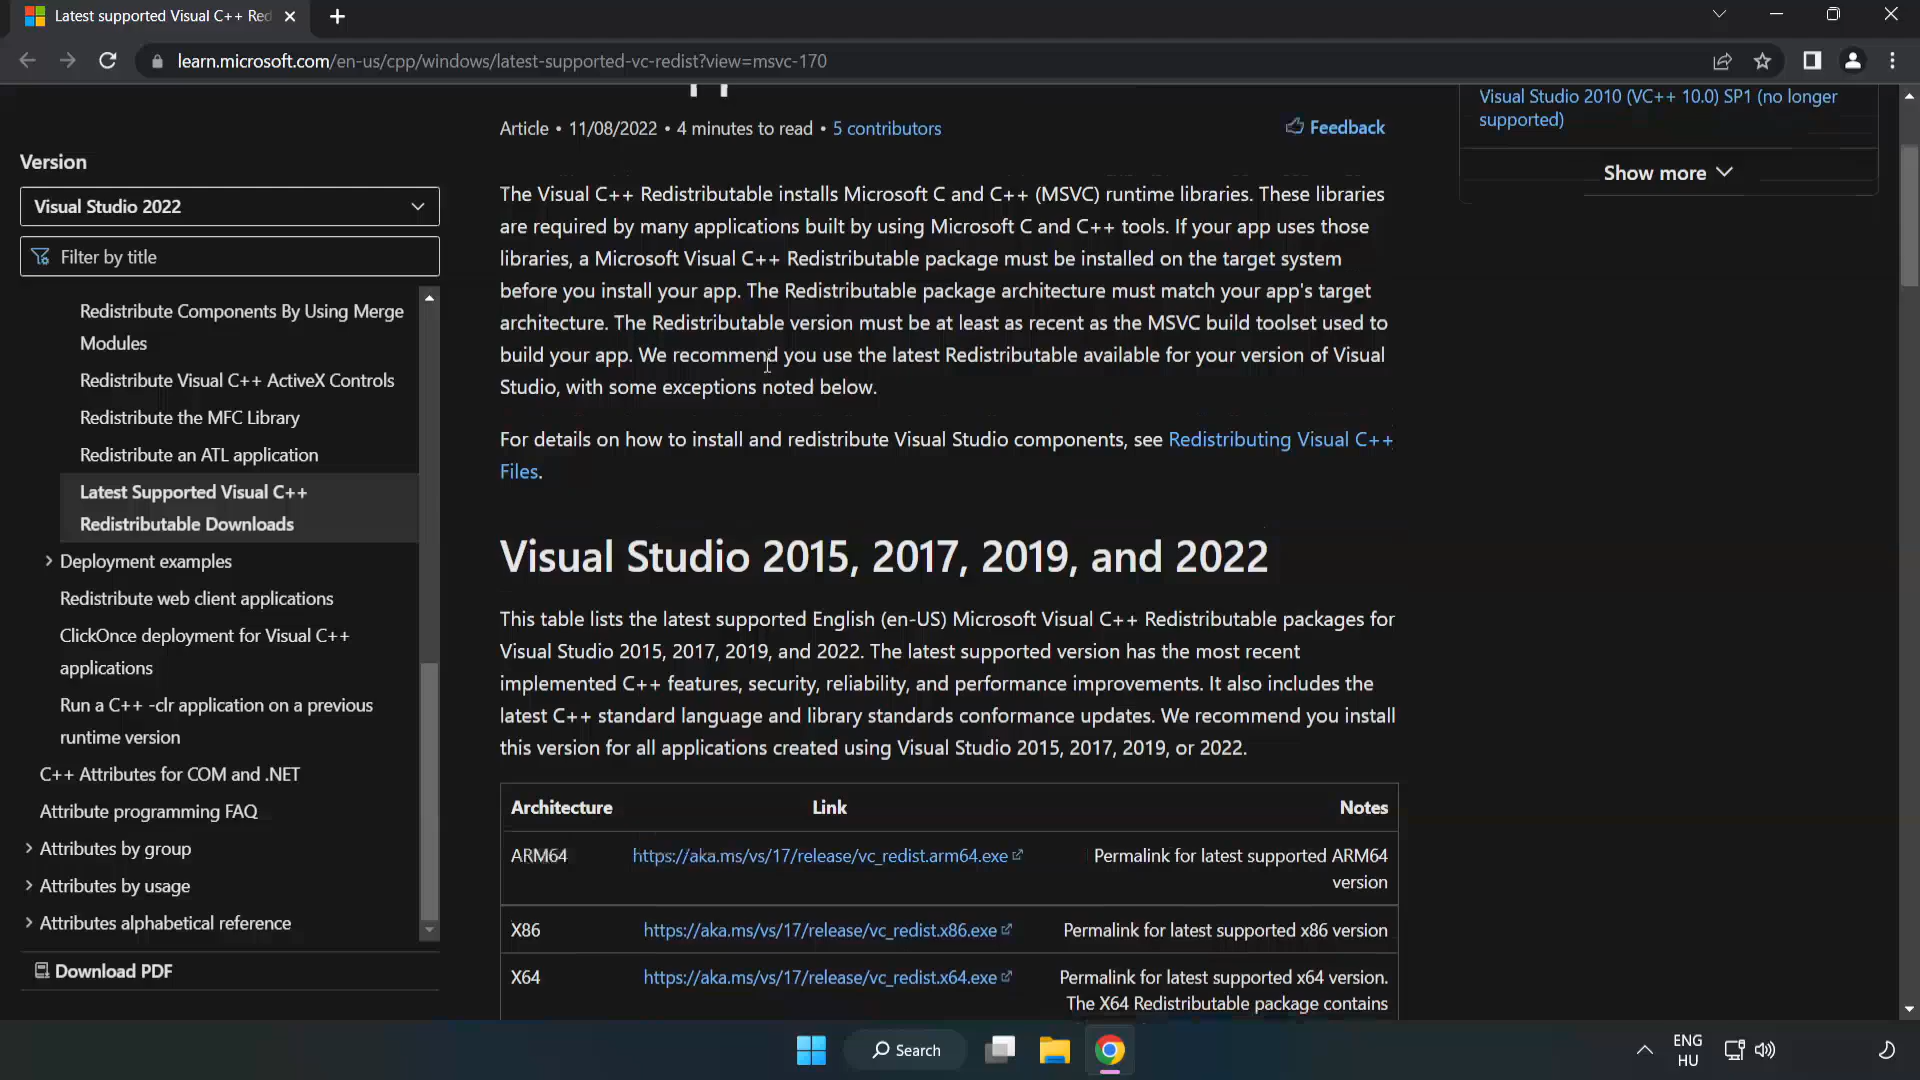 Latest supported Visual C++ Red
learn.microsoft.com/en-us/cpp/windows/latest-supported-vc-redist?view=msvc-170
Version
Visual Studio 2022
Filter by title
Redistribute Components By Using Merge
Modules
Redistribute Visual C++ ActiveX Controls
Redistribute the MFC Library
Redistribute an ATL application
Latest Supported Visual C++
Redistributable Downloads
Deployment examples
Redistribute web client applications
ClickOnce deployment for Visual C++
applications
Run a C++ -clr application on a previous
runtime version
C++ Attributes for COM and .NET
Attribute programming FAQ
Attributes by group
Attributes by usage
Attributes alphabetical reference
Download PDF
Article • 11/08/2022 • 4 minutes to read • 5 contributors
Feedback
The Visual C++ Redistributable installs Microsoft C and C++ (MSVC) runtime libraries. These libraries
are required by many applications built by using Microsoft C and C++ tools. If your app uses those
libraries, a Microsoft Visual C++ Redistributable package must be installed on the target system
before you install your app. The Redistributable package architecture must match your app's target
architecture. The Redistributable version must be at least as recent as the MSVC build toolset used to
build your app. We recommend you use the latest Redistributable available for your version of Visual
Studio, with some exceptions noted below.
For details on how to install and redistribute Visual Studio components, see Redistributing Visual C++
Files.
Visual Studio 2015, 2017, 2019, and 2022
This table lists the latest supported English (en-US) Microsoft Visual C++ Redistributable packages for
Visual Studio 2015, 2017, 2019, and 2022. The latest supported version has the most recent
implemented C++ features, security, reliability, and performance improvements. It also includes the
latest C++ standard language and library standards conformance updates. We recommend you install
this version for all applications created using Visual Studio 2015, 2017, 2019, or 2022.
Architecture Link Notes
ARM64 https://aka.ms/vs/17/release/vc_redist.arm64.exe Permalink for latest supported ARM64
version
X86 https://aka.ms/vs/17/release/vc_redist.x86.exe Permalink for latest supported x86 version
X64 https://aka.ms/vs/17/release/vc_redist.x64.exe Permalink for latest supported x64 version.
The X64 Redistributable package contains
Visual Studio 2010 (VC++ 10.0) SP1 (no longer
supported)
Show more
Search
ENG
HU